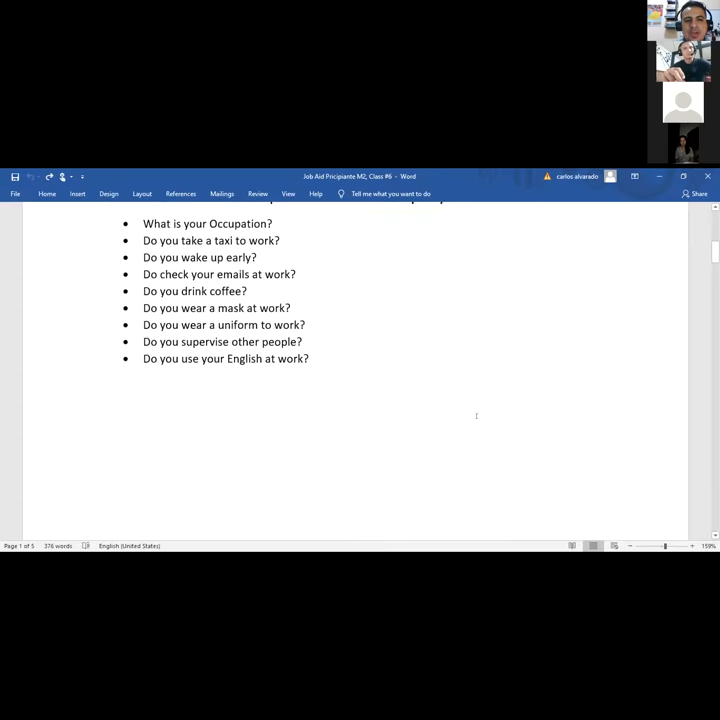 Job Aid Pricipiante M2, Class #6 - Word
carlos alvarado
File Home Insert Design Layout References Mailings Review View Help Tell me what you want to do Share
What is your Occupation?
Do you take a taxi to work?
Do you wake up early?
Do check your emails at work?
Do you drink coffee?
Do you wear a mask at work?
Do you wear a uniform to work?
Do you supervise other people?
Do you use your English at work?
Page 1 of 5 376 words English (United States) 159%